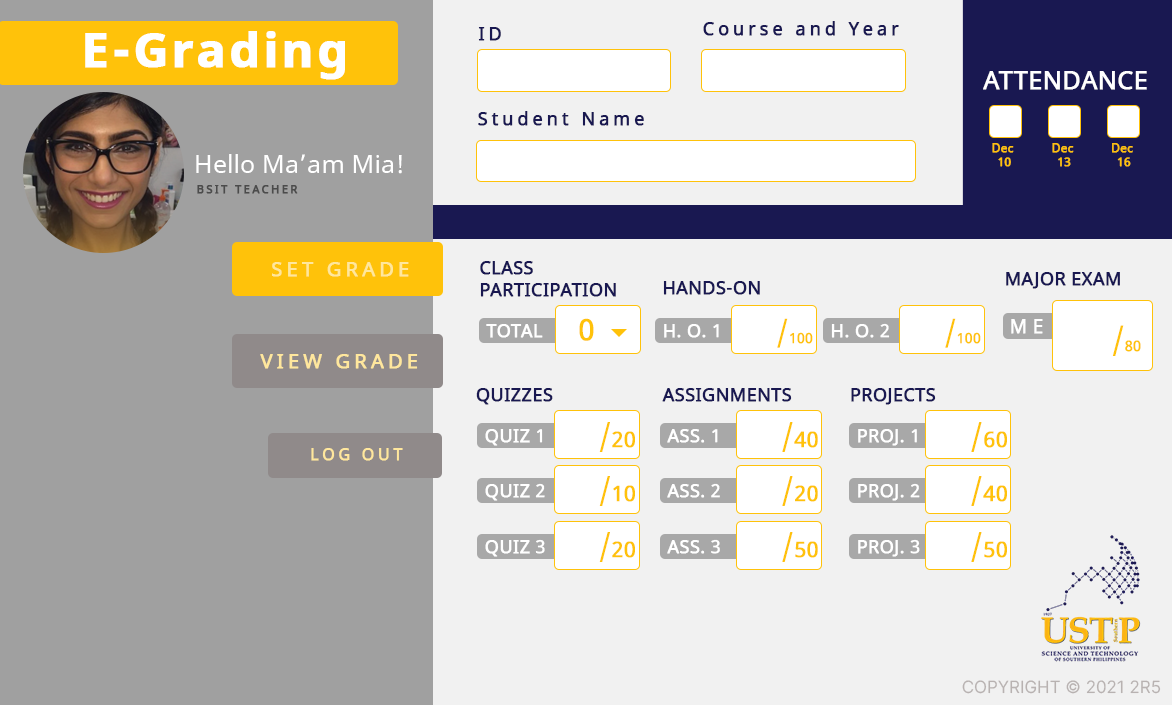 E-Grading
Hello Ma’am Mia!
BSIT TEACHER
SET GRADE
VIEW GRADE
LOG OUT
ID
Course and Year
Student Name
ATTENDANCE
Dec 10
Dec 13
Dec 16
CLASS
PARTICIPATION
TOTAL 0
HANDS-ON
H. O. 1 /100
H. O. 2 /100
MAJOR EXAM
M E /80
QUIZZES
QUIZ 1 /20
QUIZ 2 /10
QUIZ 3 /20
ASSIGNMENTS
ASS. 1 /40
ASS. 2 /20
ASS. 3 /50
PROJECTS
PROJ. 1 /60
PROJ. 2 /40
PROJ. 3 /50
USTP
UNIVERSITY OF
SCIENCE AND TECHNOLOGY
OF SOUTHERN PHILIPPINES
COPYRIGHT © 2021 2R5